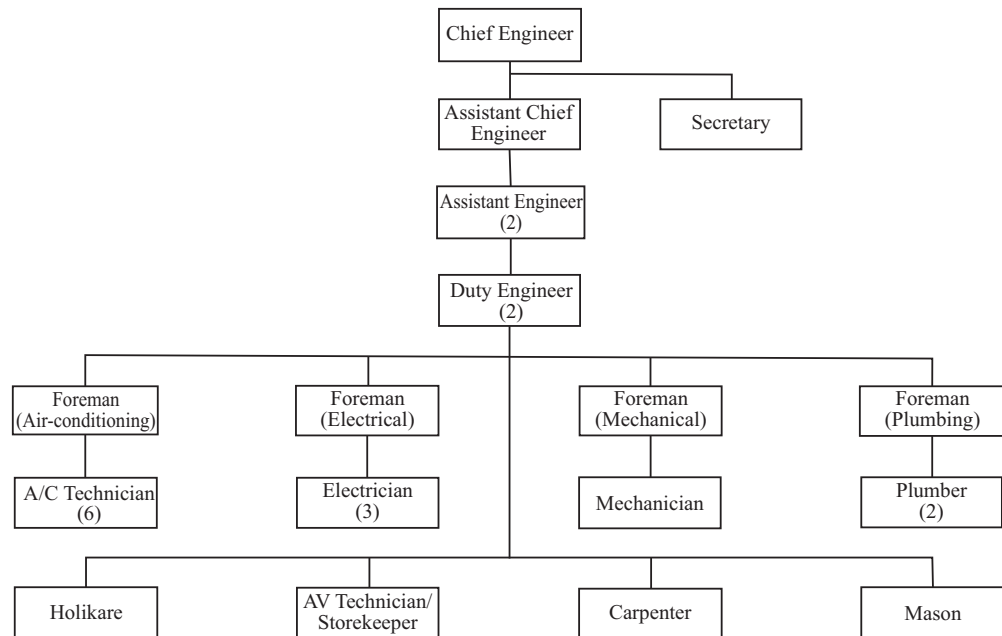 Chief Engineer
Assistant Chief
Engineer
Secretary
Assistant Engineer
(2)
Duty Engineer
(2)
Foreman
(Air-conditioning)
Foreman
(Electrical)
Foreman
(Mechanical)
Foreman
(Plumbing)
A/C Technician
(6)
Electrician
(3)
Mechanician
Plumber
(2)
Holikare
AV Technician/
Storekeeper
Carpenter
Mason